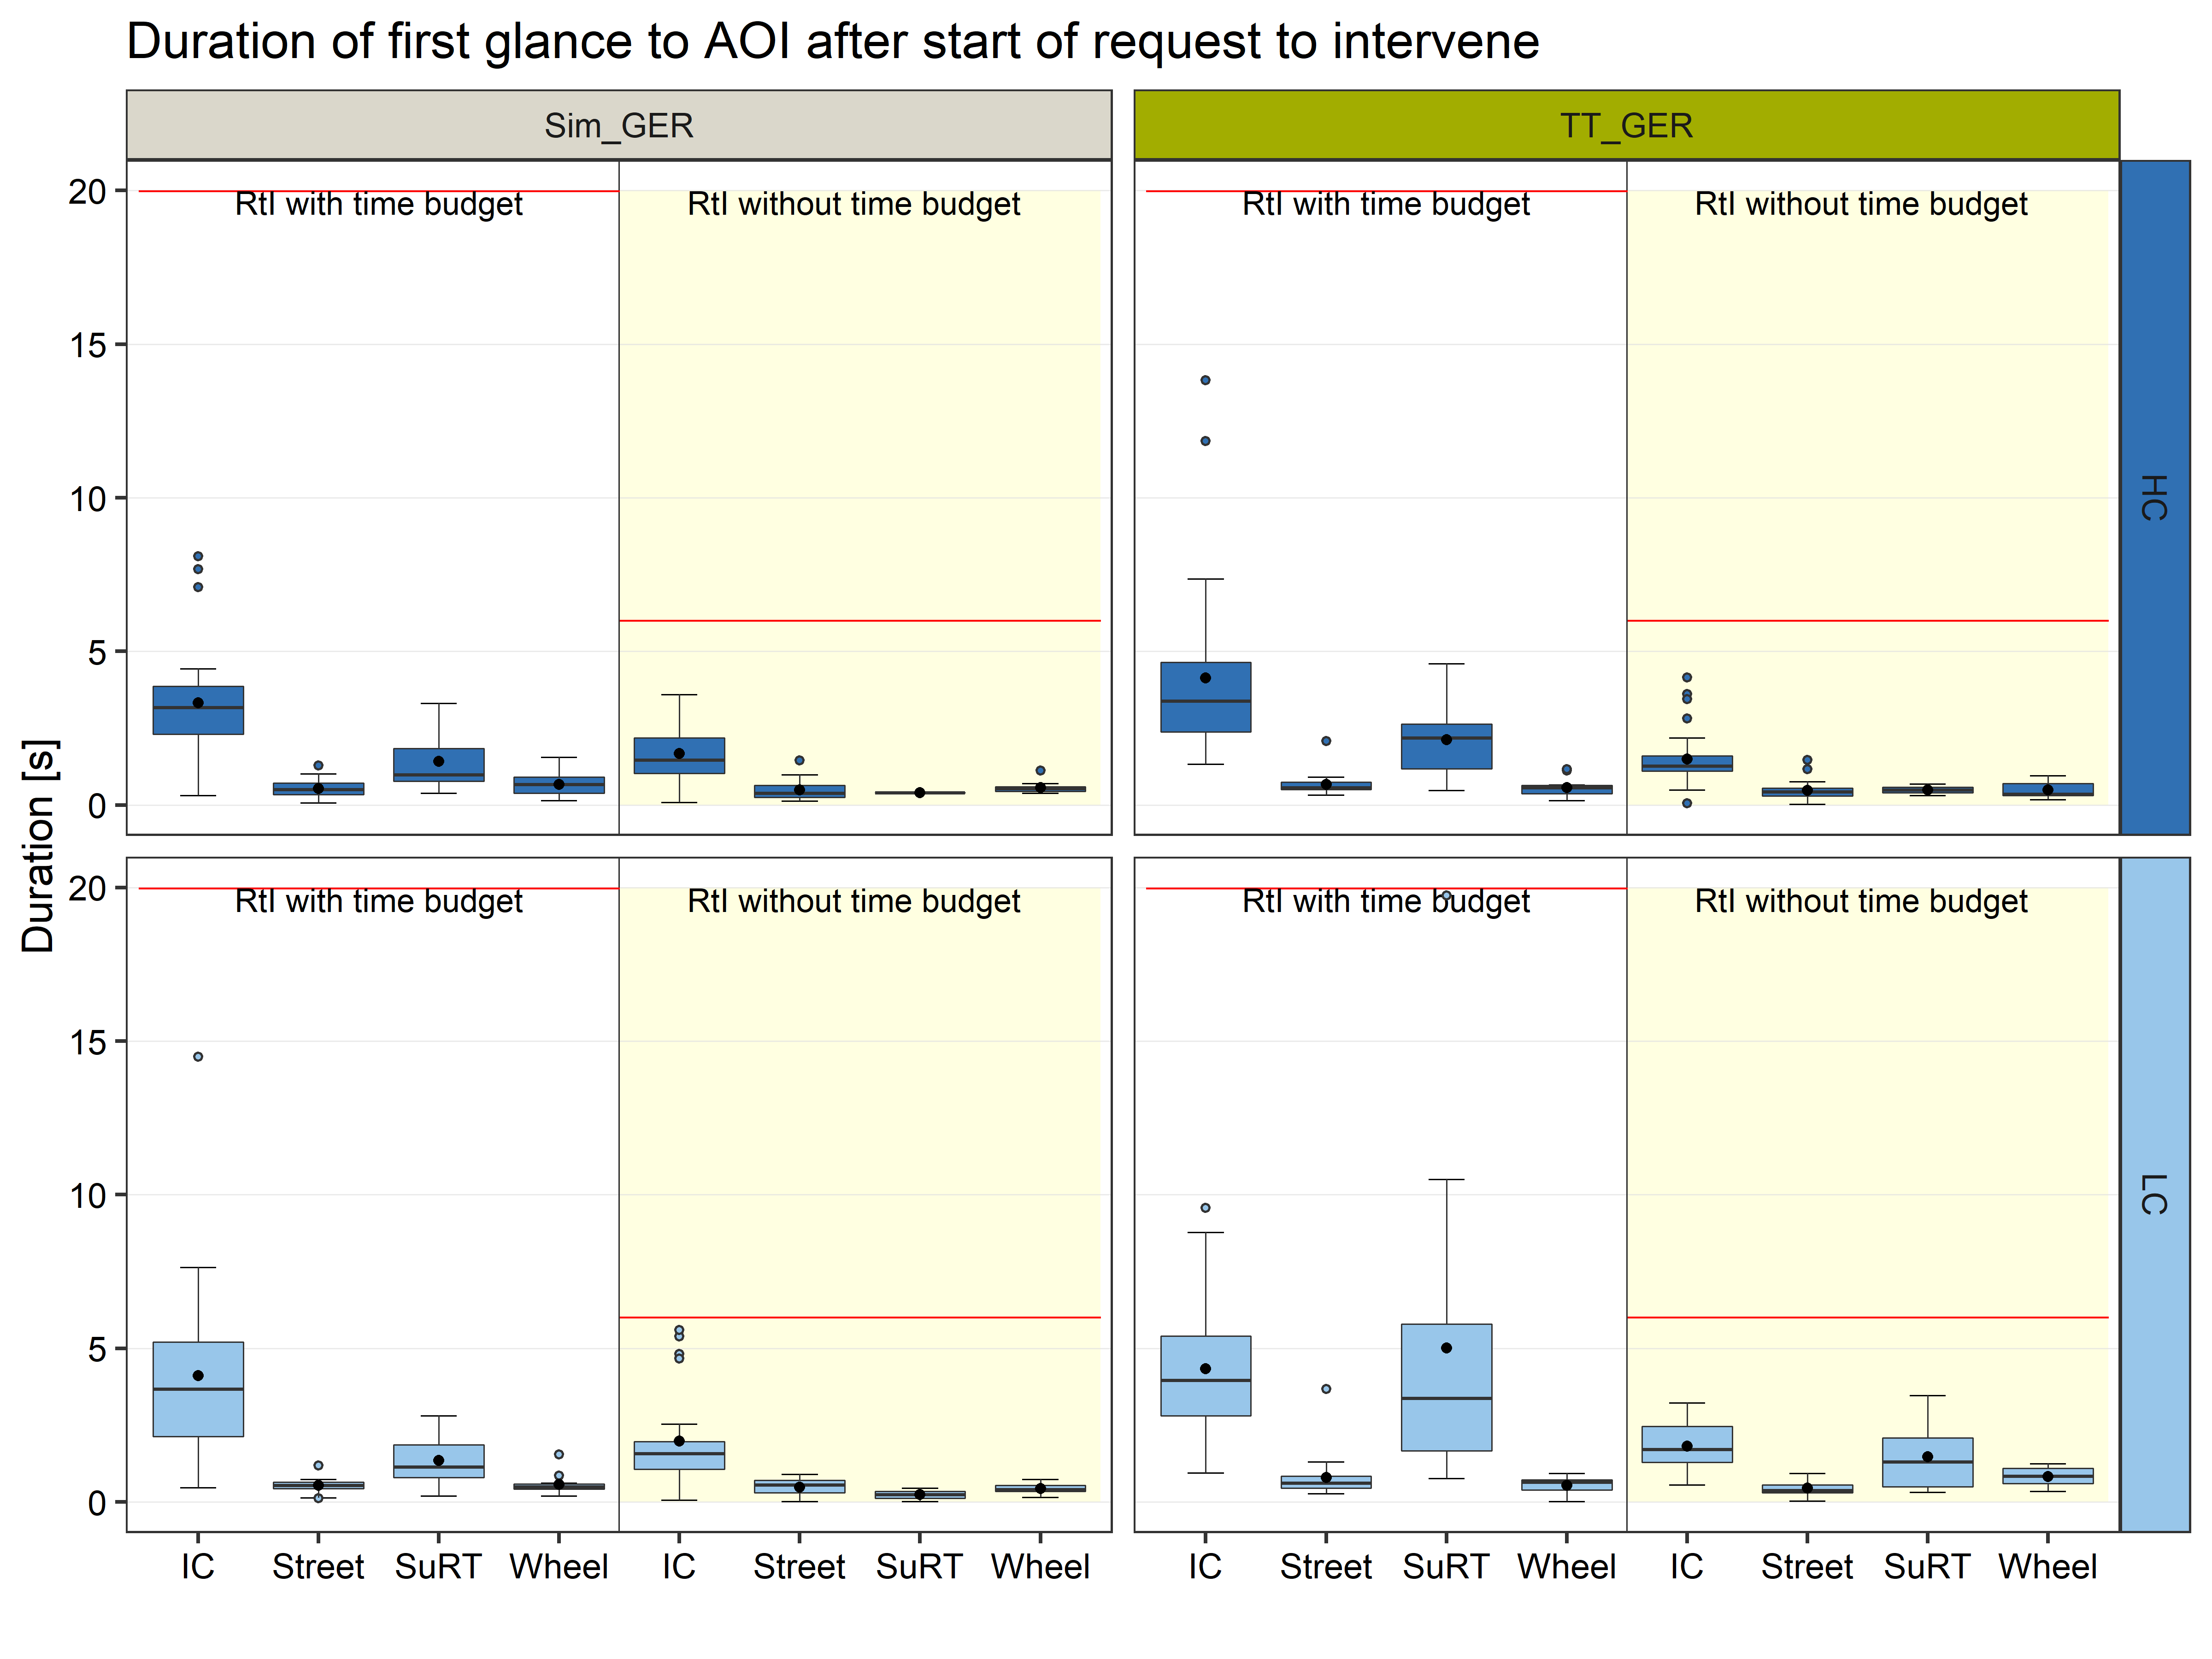 Duration of first glance to AOI after start of request to intervene
Sim_GER
TT_GER
RtI with time budget
RtI without time budget
RtI with time budget
RtI without time budget
20
15
10
5
0
HC
Duration [s]
RtI with time budget
RtI without time budget
RtI with time budget
RtI without time budget
20
15
10
5
0
LC
IC Street SuRT Wheel IC Street SuRT Wheel
IC Street SuRT Wheel IC Street SuRT Wheel